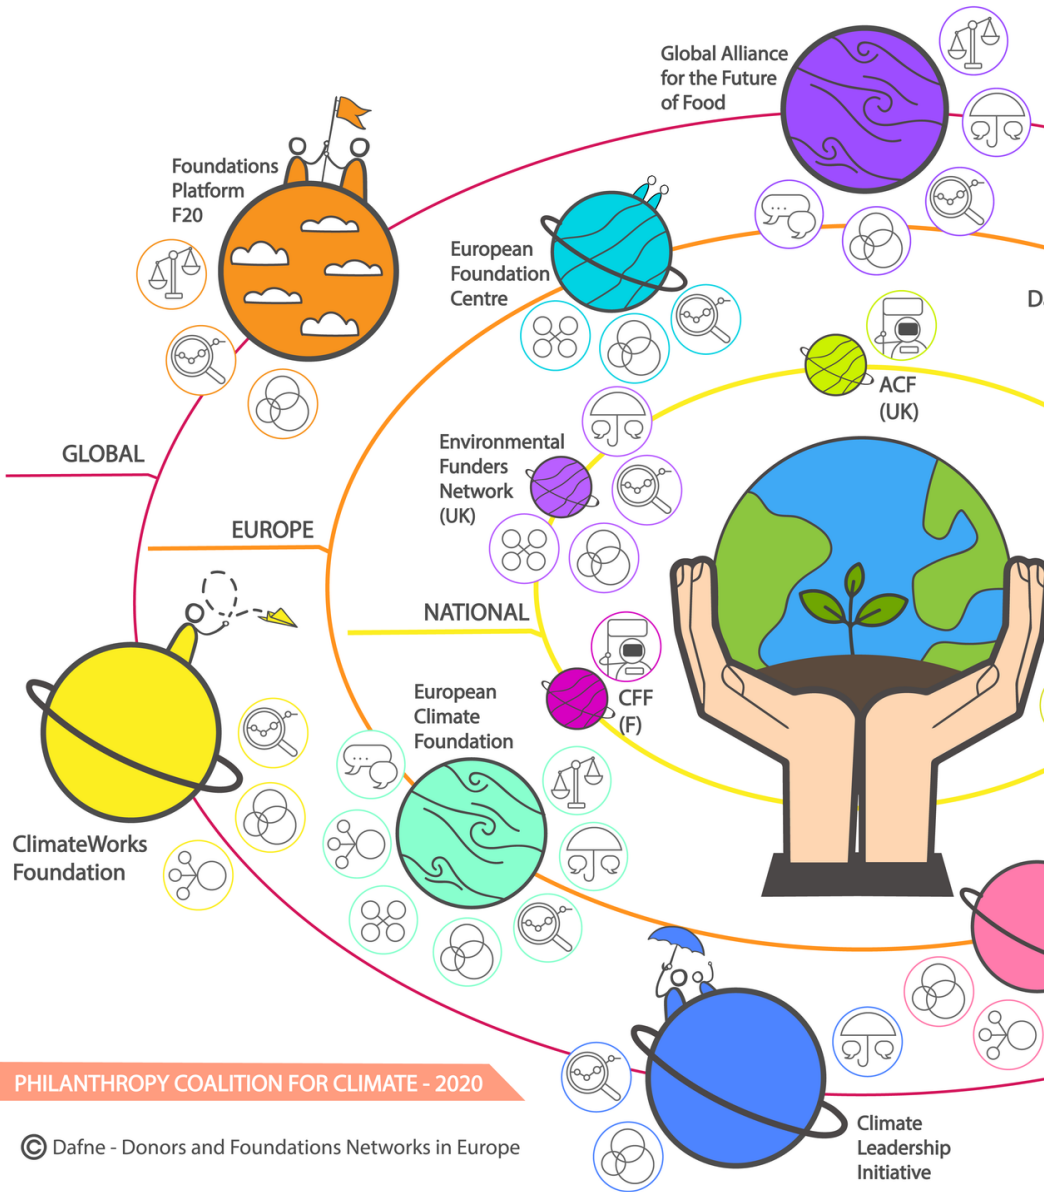 Global Alliance
for the Future
of Food
Foundations
Platform
F20
European
Foundation
Centre
D
ACF
(UK)
GLOBAL
Environmental
Funders
Network
(UK)
EUROPE
NATIONAL
CFF
(F)
European
Climate
Foundation
ClimateWorks
Foundation
PHILANTHROPY COALITION FOR CLIMATE - 2020
© Dafne - Donors and Foundations Networks in Europe
Climate
Leadership
Initiative